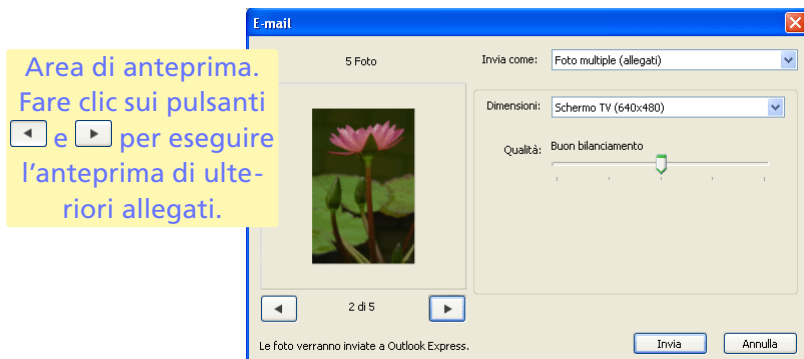 E-mail
Area di anteprima.
Fare clic sui pulsanti
e per eseguire
l'anteprima di ulte-
riori allegati.
5 Foto
Invia come: Foto multiple (allegati)
Dimensioni: Schermo TV (640x480)
Qualità: Buon bilanciamento
2 di 5
Le foto verranno inviate a Outlook Express.
Invia Annulla